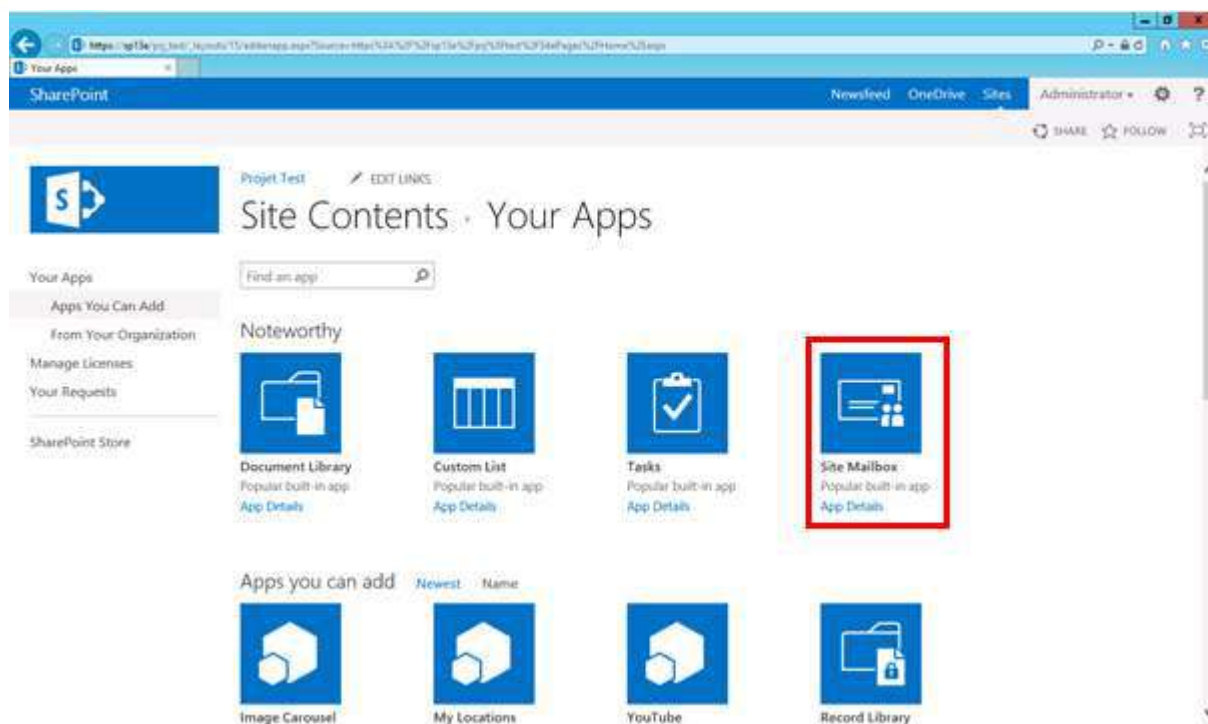 Your Apps
SharePoint
Newsfeed OneDrive Sites Administrator ?
SHARE FOLLOW
S
Projet Test EDIT LINKS
Site Contents · Your Apps
Find an app
Your Apps
Apps You Can Add
From Your Organization
Manage Licenses
Your Requests
SharePoint Store
Noteworthy
Document Library Custom List Tasks Site Mailbox
Popular built-in app Popular built-in app Popular built-in app Popular built-in app
App Details App Details App Details App Details
Apps you can add Newest Name
Image Carousel My Locations YouTube Record Library